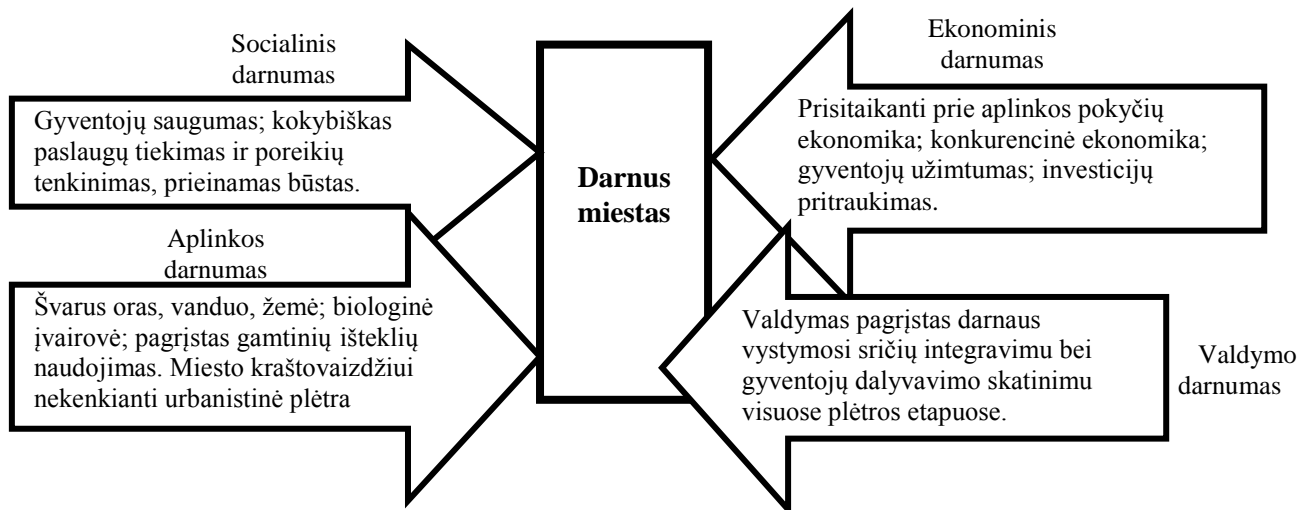 Socialinis
darnumas
Gyventojų saugumas; kokybiškas
paslaugų tiekimas ir poreikių
tenkinimas, prieinamas būstas.
Aplinkos
darnumas
Švarus oras, vanduo, žemė; biologinė
įvairovė; pagrįstas gamtinių išteklių
naudojimas. Miesto kraštovaizdžiui
nekenkianti urbanistinė plėtra
Darnus
miestas
Ekonominis
darnumas
Prisitaikanti prie aplinkos pokyčių
ekonomika; konkurencinė ekonomika;
gyventojų užimtumas; investicijų
pritraukimas.
Valdymas pagrįstas darnaus
vystymosi sričių integravimu bei
gyventojų dalyvavimo skatinimu
visuose plėtros etapuose.
Valdymo
darnumas